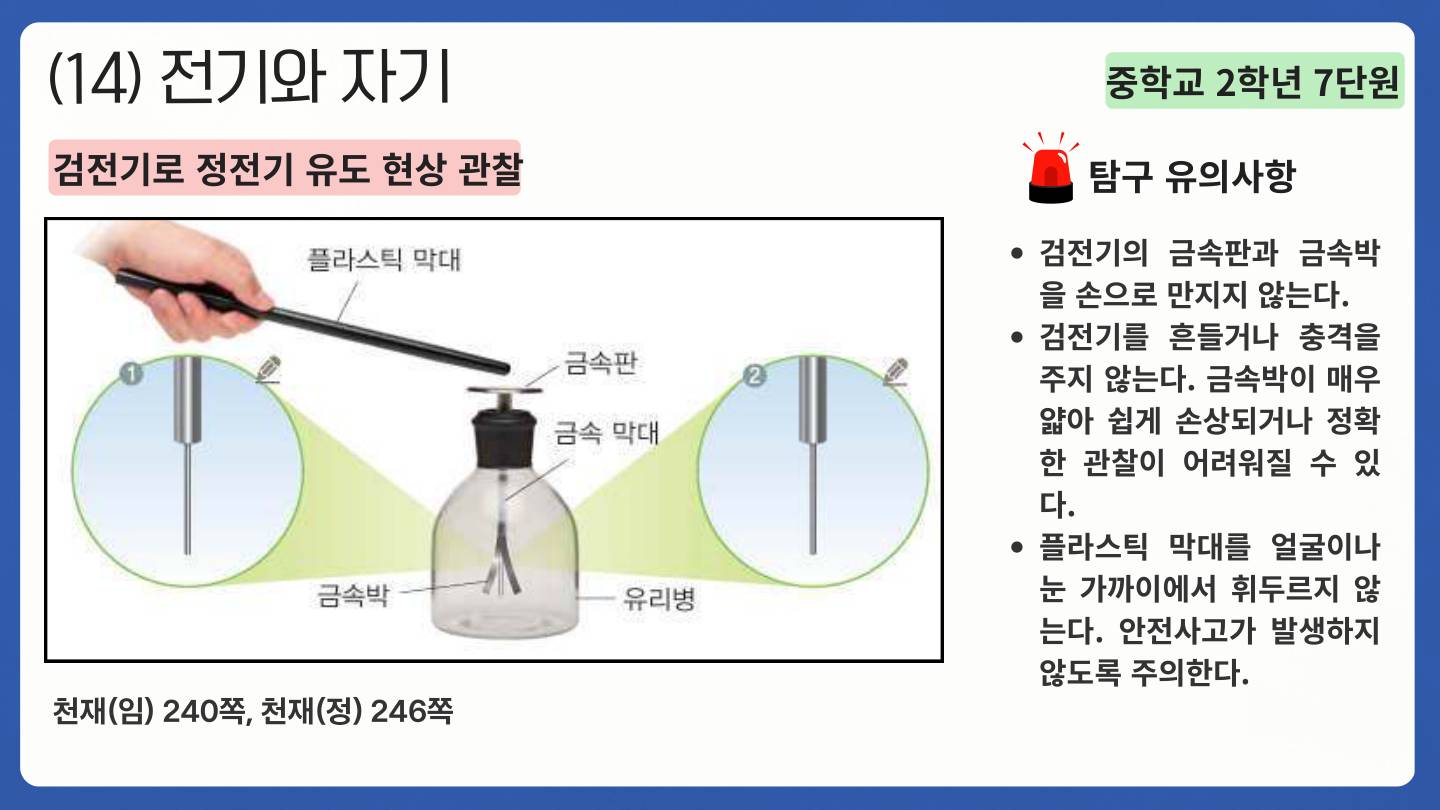 (14) 전기와 자기
중학교 2학년 7단원
검전기로 정전기 유도 현상 관찰
플라스틱 막대
금속판
1
2
금속 막대
금속박
유리병
천재(임) 240쪽, 천재(정) 246쪽
탐구 유의사항
• 검전기의 금속판과 금속박
을 손으로 만지지 않는다.
• 검전기를 흔들거나 충격을
주지 않는다. 금속박이 매우
얇아 쉽게 손상되거나 정확
한 관찰이 어려워질 수 있
다.
• 플라스틱 막대를 얼굴이나
눈 가까이에서 휘두르지 않
는다. 안전사고가 발생하지
않도록 주의한다.